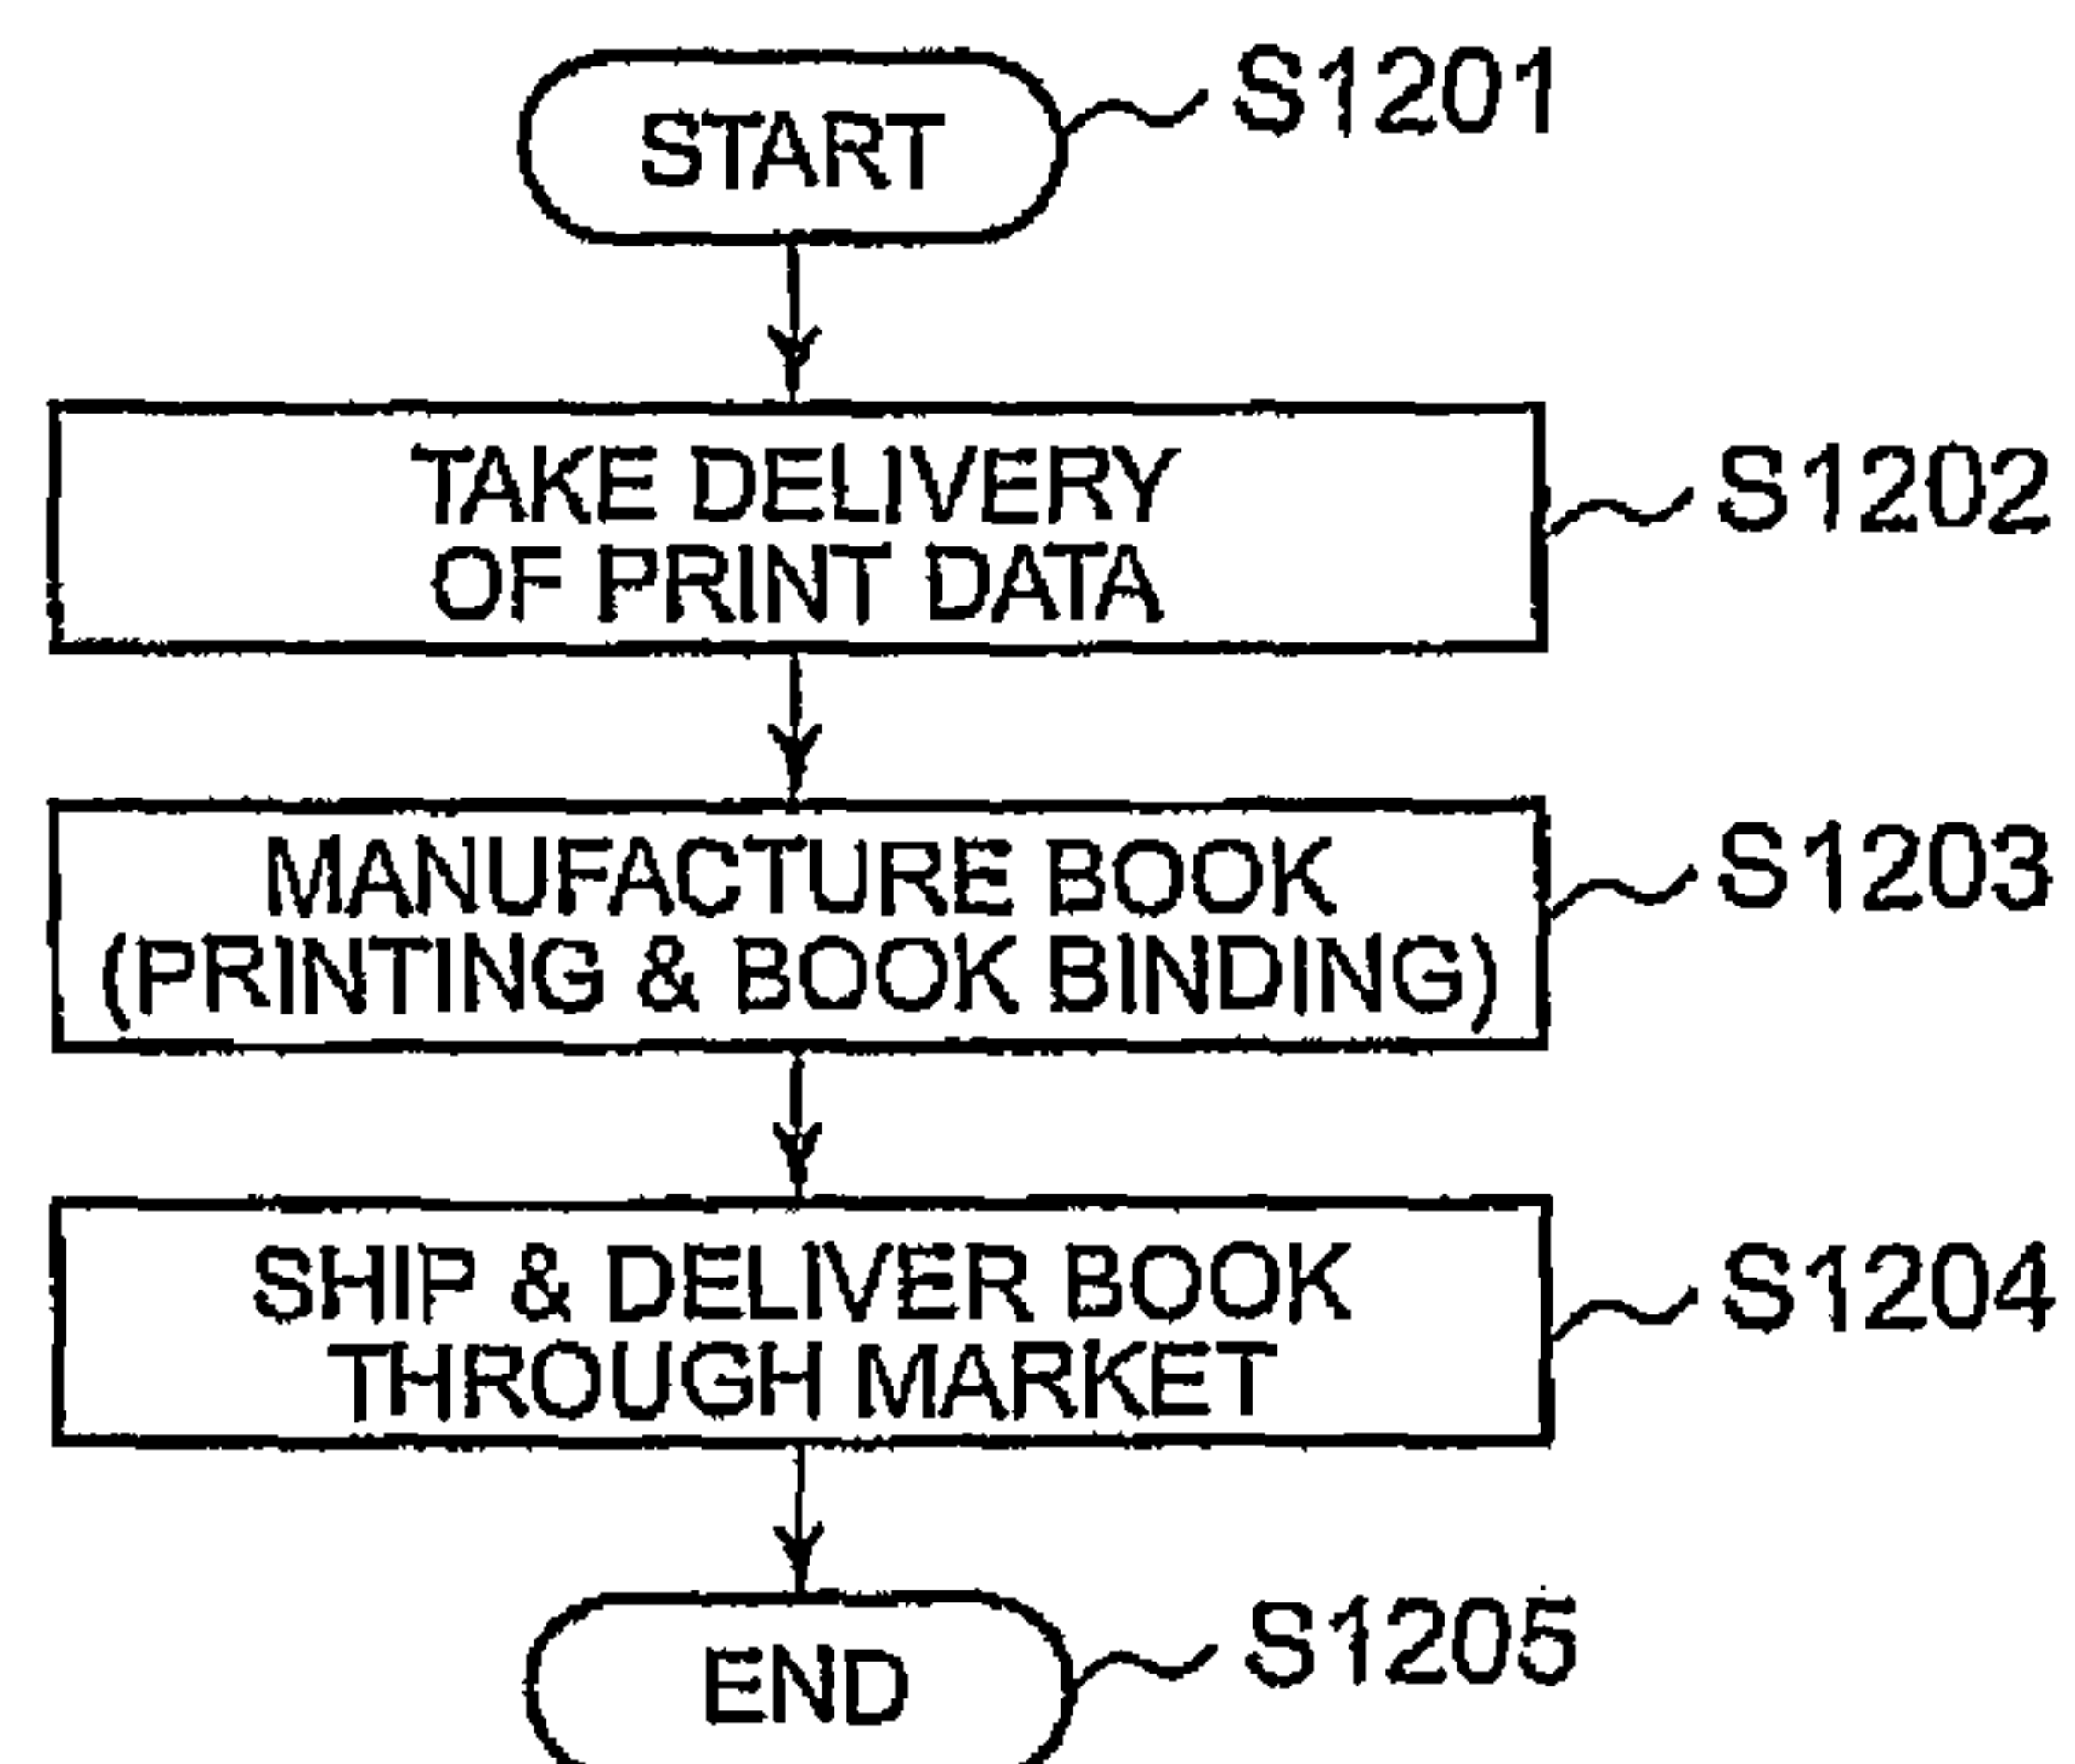 START
S1201
TAKE DELIVERY
OF PRINT DATA
S1202
MANUFACTURE BOOK
(PRINTING & BOOK BINDING)
S1203
SHIP & DELIVER BOOK
THROUGH MARKET
S1204
END
S1205